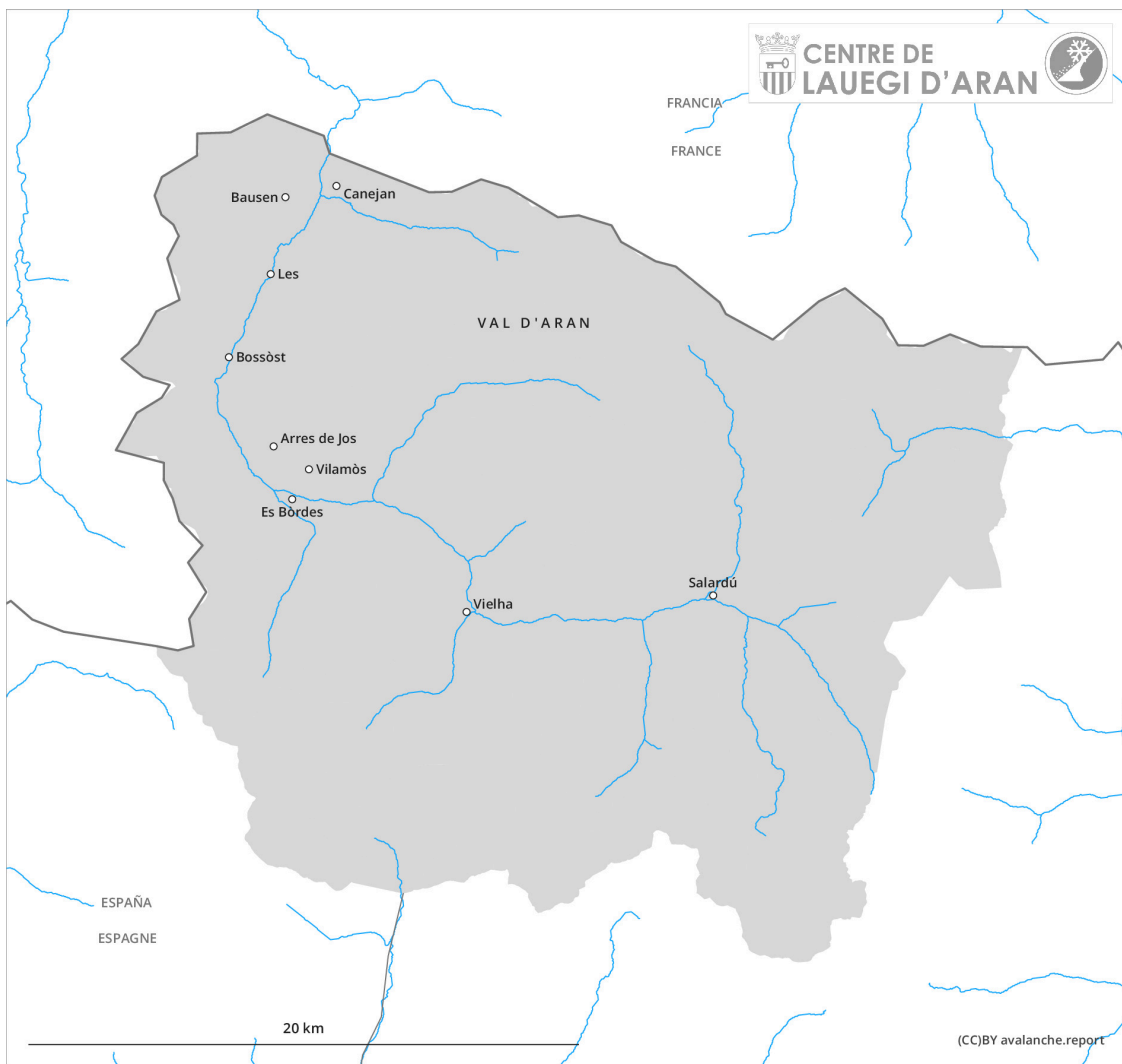 CENTRE DE
LAUEGI D'ARAN
FRANCIA
FRANCE
Bausen
Canejan
Les
VAL D'ARAN
Bossòst
Arres de Jos
Vilamòs
Es Bòrdes
Salardú
Vielha
ESPAÑA
ESPAGNE
20 km
(CC)BY avalanche.report